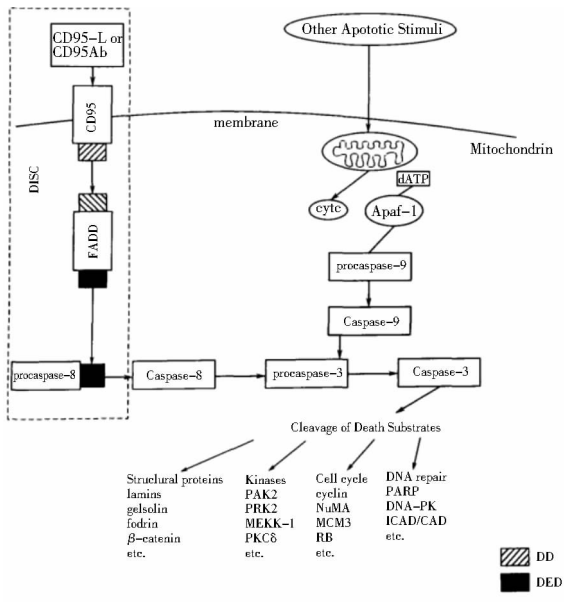 CD95-L or
CD95Ab
Other Apoptotic Stimuli
CD95
membrane
Mitochondrin
DISC
dATP
cytc
Apaf-1
FADD
procaspase-9
Caspase-9
procaspase-8
Caspase-8
procaspase-3
Caspase-3
Cleavage of Death Substrates
Struclural proteins
lamins
gelsolin
fodrin
β-catenin
etc.
Kinases
PAK2
PRK2
MEKK-1
PKCδ
etc.
Cell cycle
cyclin
NuMA
MCM3
RB
etc.
DNA repair
PARP
DNA-PK
ICAD/CAD
etc.
DD
DED